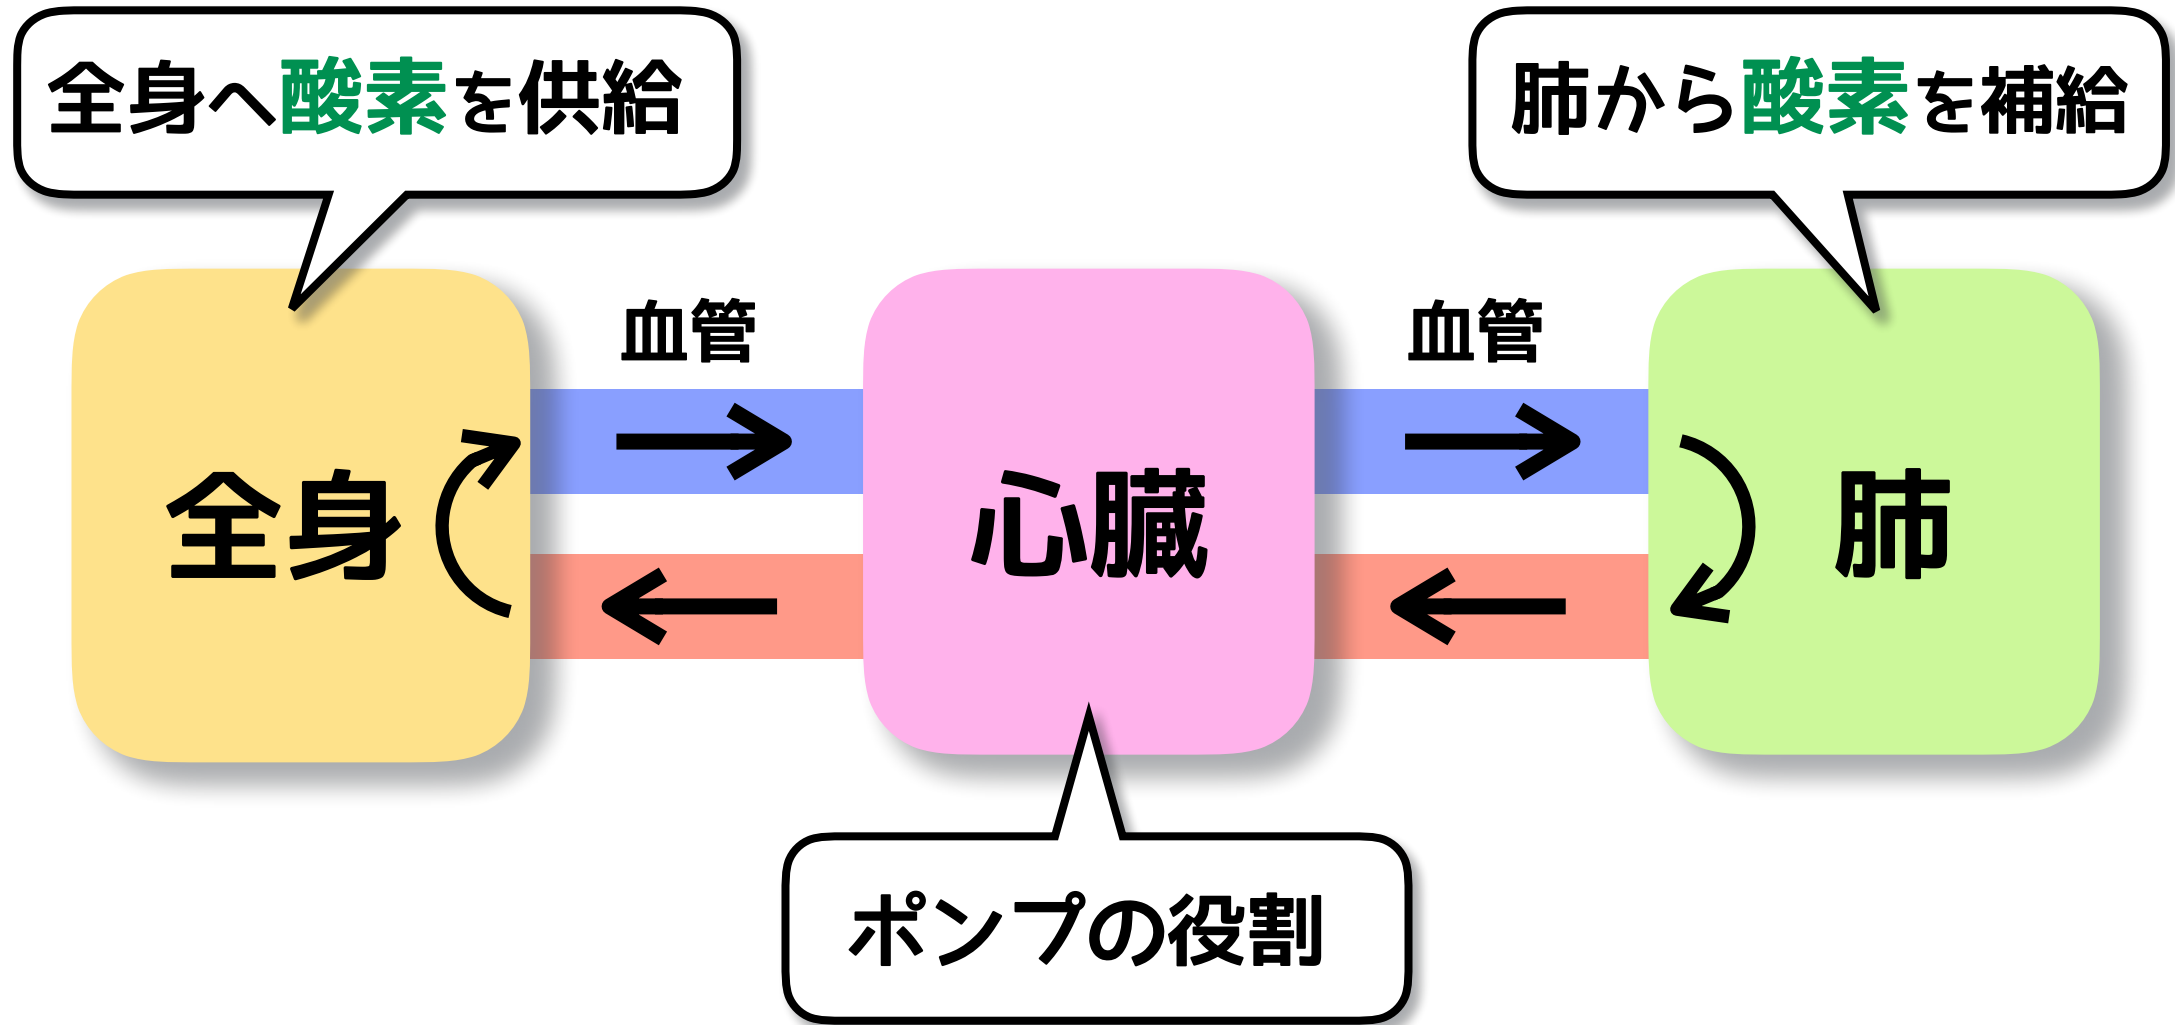 全身へ酸素を供給
肺から酸素を補給
血管
血管
全身
心臓
肺
ポンプの役割